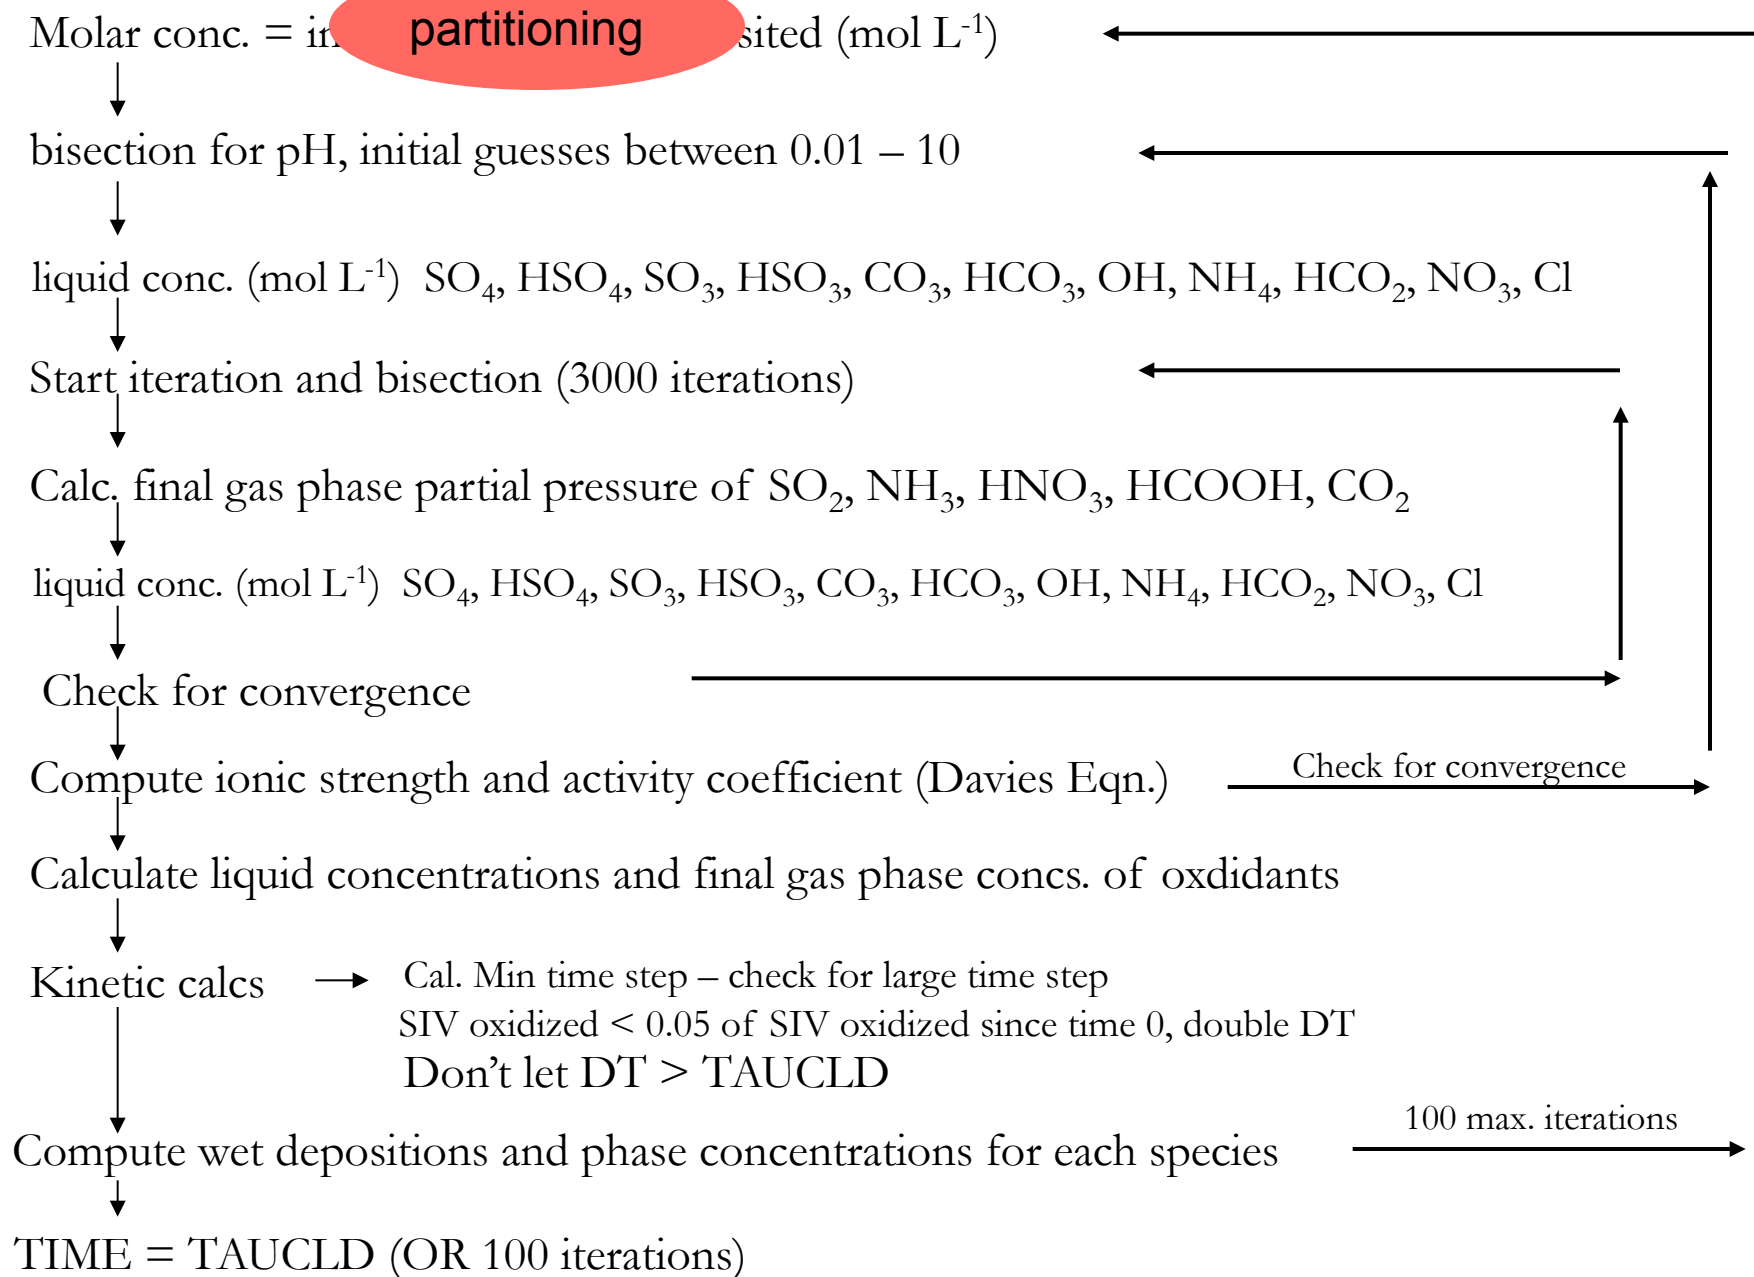 Molar conc. = in partitioning sited (mol L⁻¹)
bisection for pH, initial guesses between 0.01 – 10
liquid conc. (mol L⁻¹) SO₄, HSO₄, SO₃, HSO₃, CO₃, HCO₃, OH, NH₄, HCO₂, NO₃, Cl
Start iteration and bisection (3000 iterations)
Calc. final gas phase partial pressure of SO₂, NH₃, HNO₃, HCOOH, CO₂
liquid conc. (mol L⁻¹) SO₄, HSO₄, SO₃, HSO₃, CO₃, HCO₃, OH, NH₄, HCO₂, NO₃, Cl
Check for convergence
Compute ionic strength and activity coefficient (Davies Eqn.) Check for convergence
Calculate liquid concentrations and final gas phase concs. of oxdidants
Kinetic calcs Cal. Min time step – check for large time step
SIV oxidized < 0.05 of SIV oxidized since time 0, double DT
Don't let DT > TAUCLD
100 max. iterations
Compute wet depositions and phase concentrations for each species
TIME = TAUCLD (OR 100 iterations)